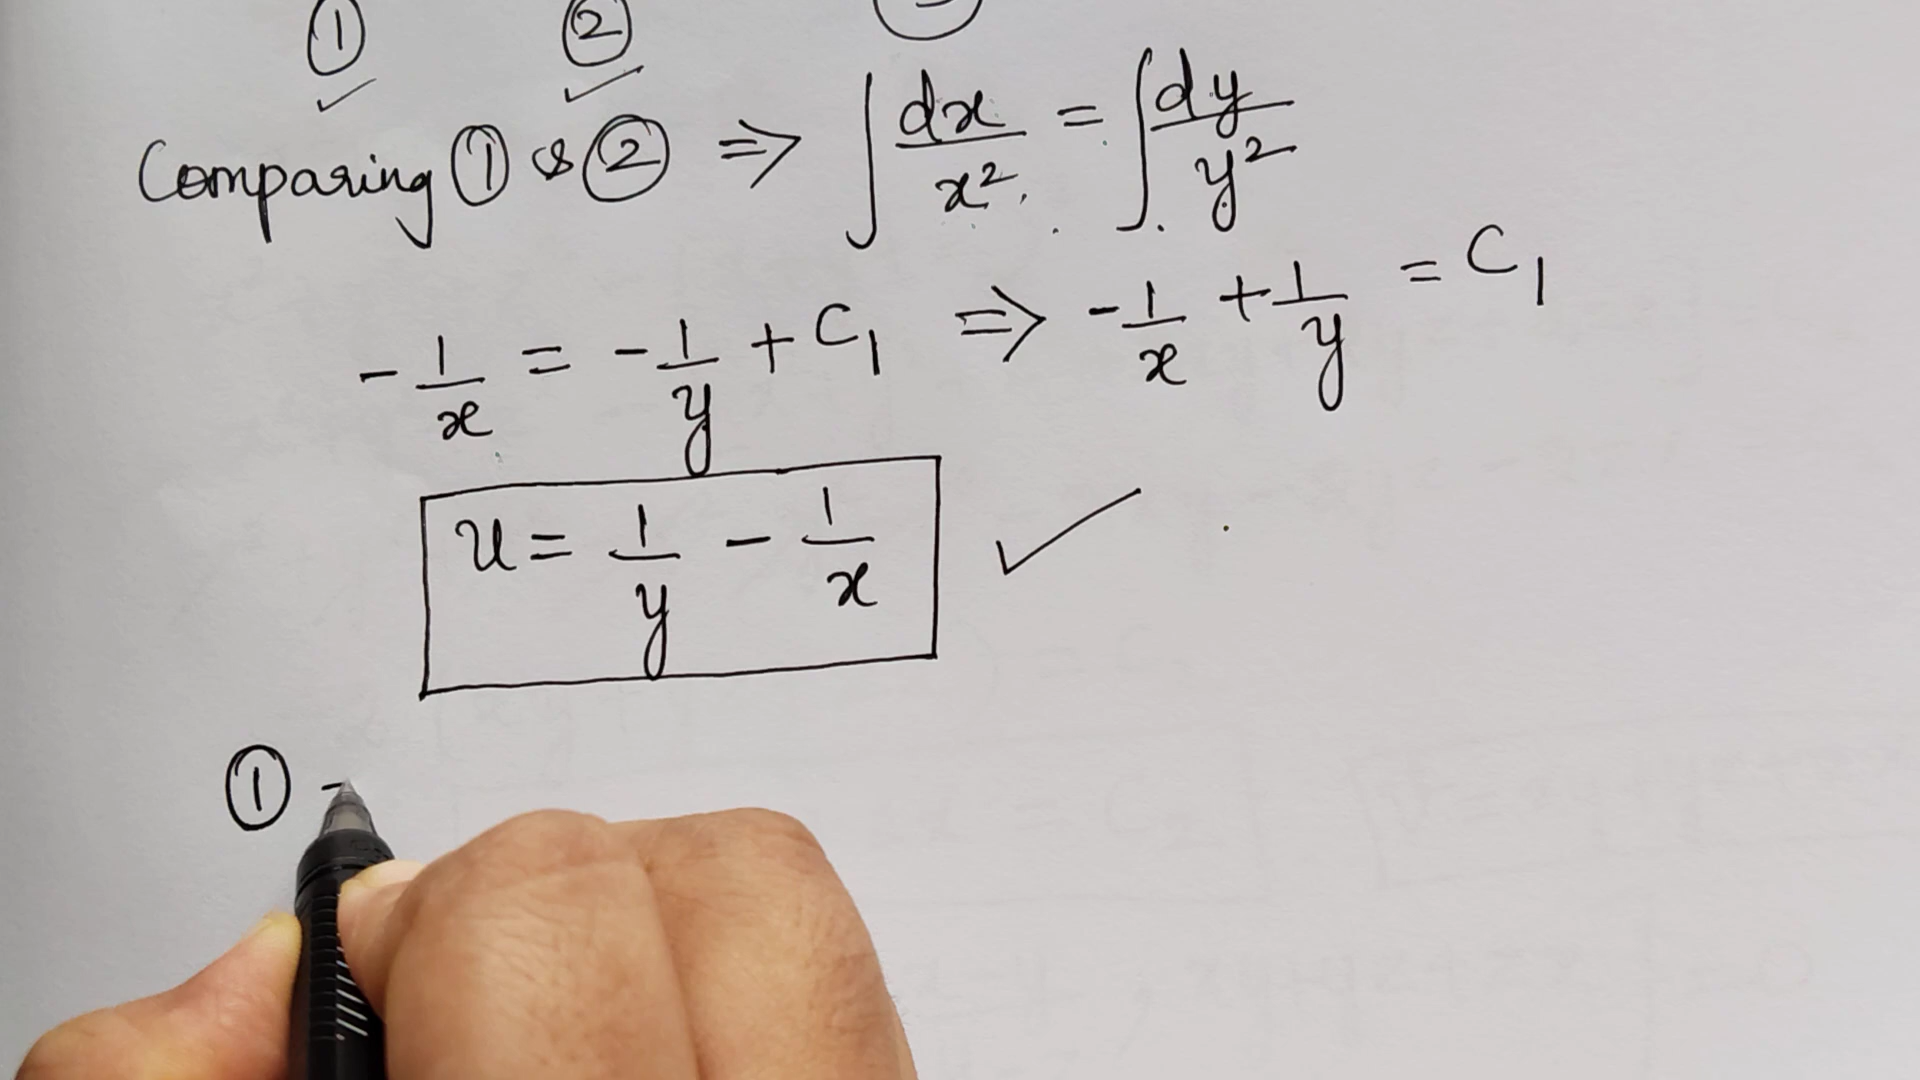 ① ②
Comparing ① & ② ⇒ ∫ dx/x² = ∫ dy/y²
- 1/x = - 1/y + C₁ ⇒ - 1/x + 1/y = C₁
u = 1/y - 1/x
① -